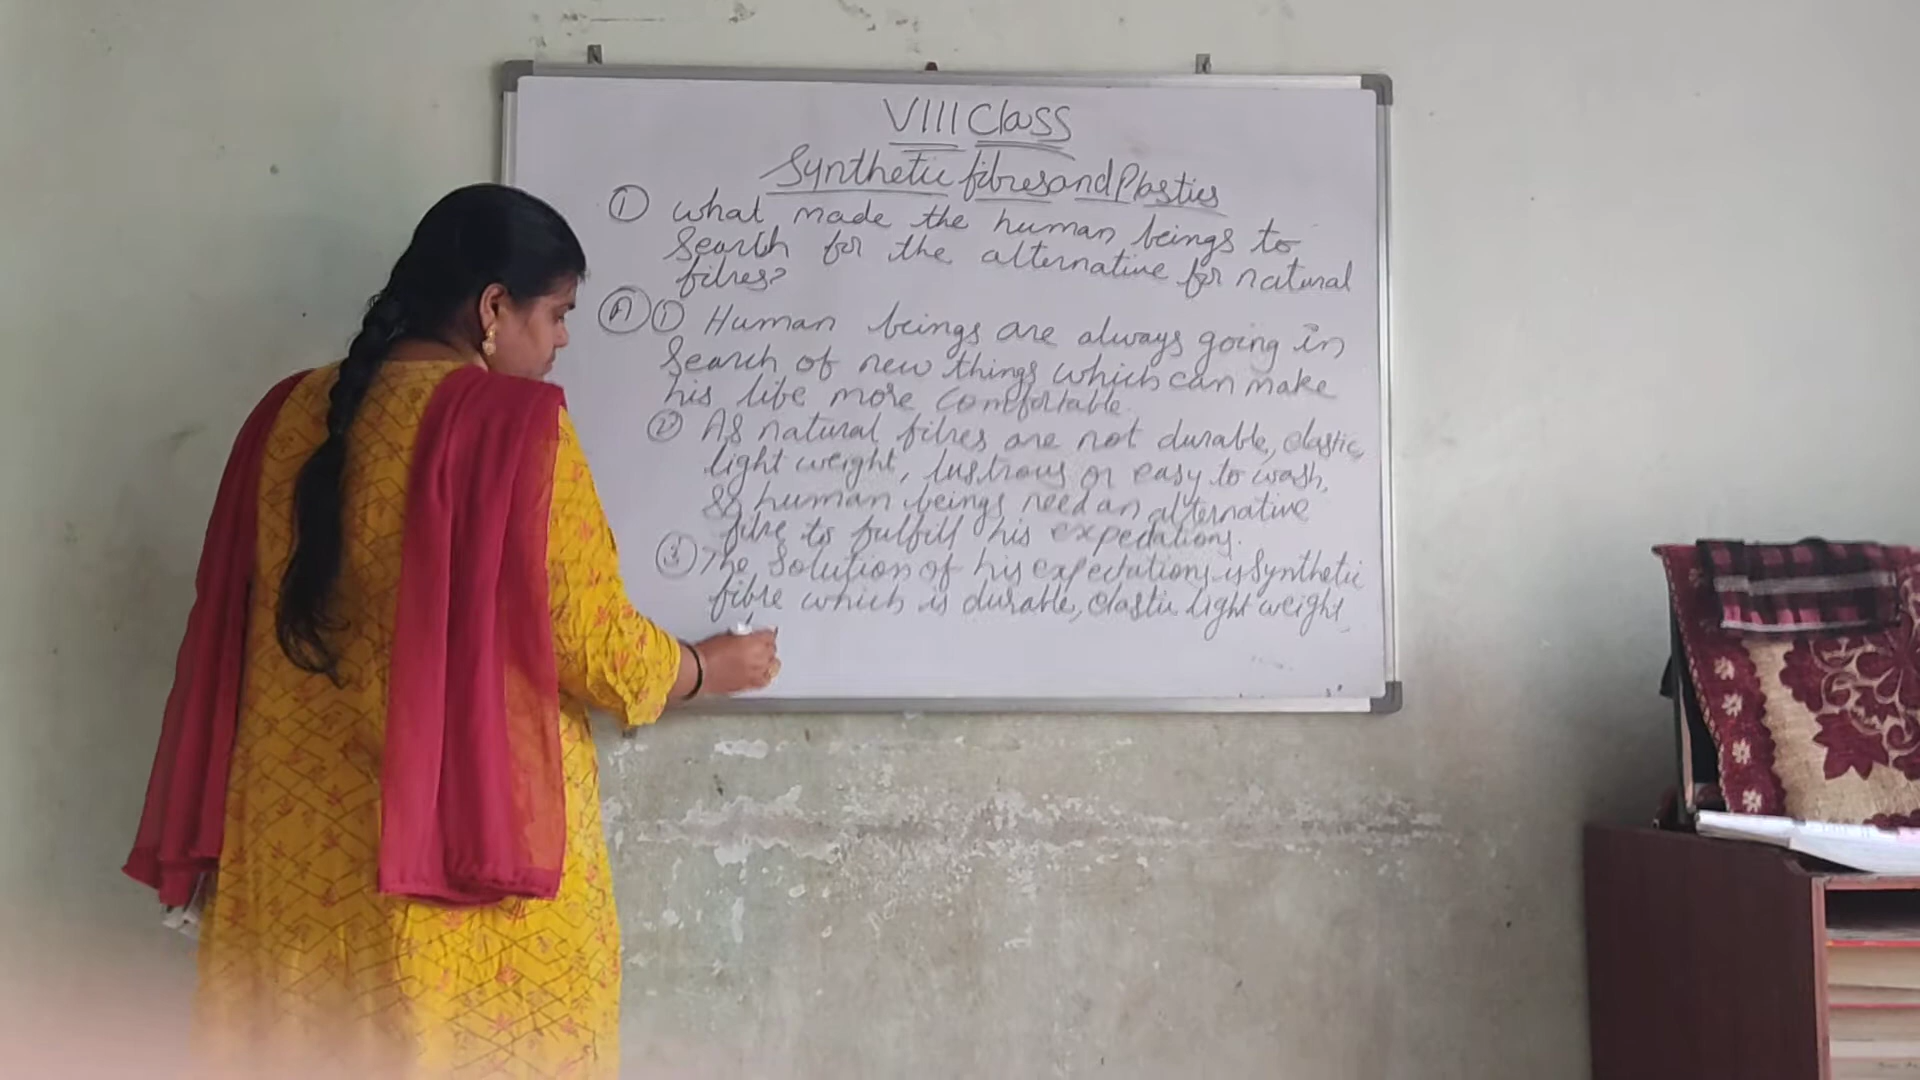 VIII Class
Synthetic fibres and Plastics
① What made the human beings to
search for the alternative for natural
fibres?
Ⓐ ① Human beings are always going in
search of new things which can make
his life more comfortable.
② As natural fibres are not durable, elastic,
light weight, lustrous or easy to wash,
so human beings need an alternative
fibre to fulfill his expectations.
③ The Solution of his expectations is Synthetic
fibre which is durable, elastic light weight,